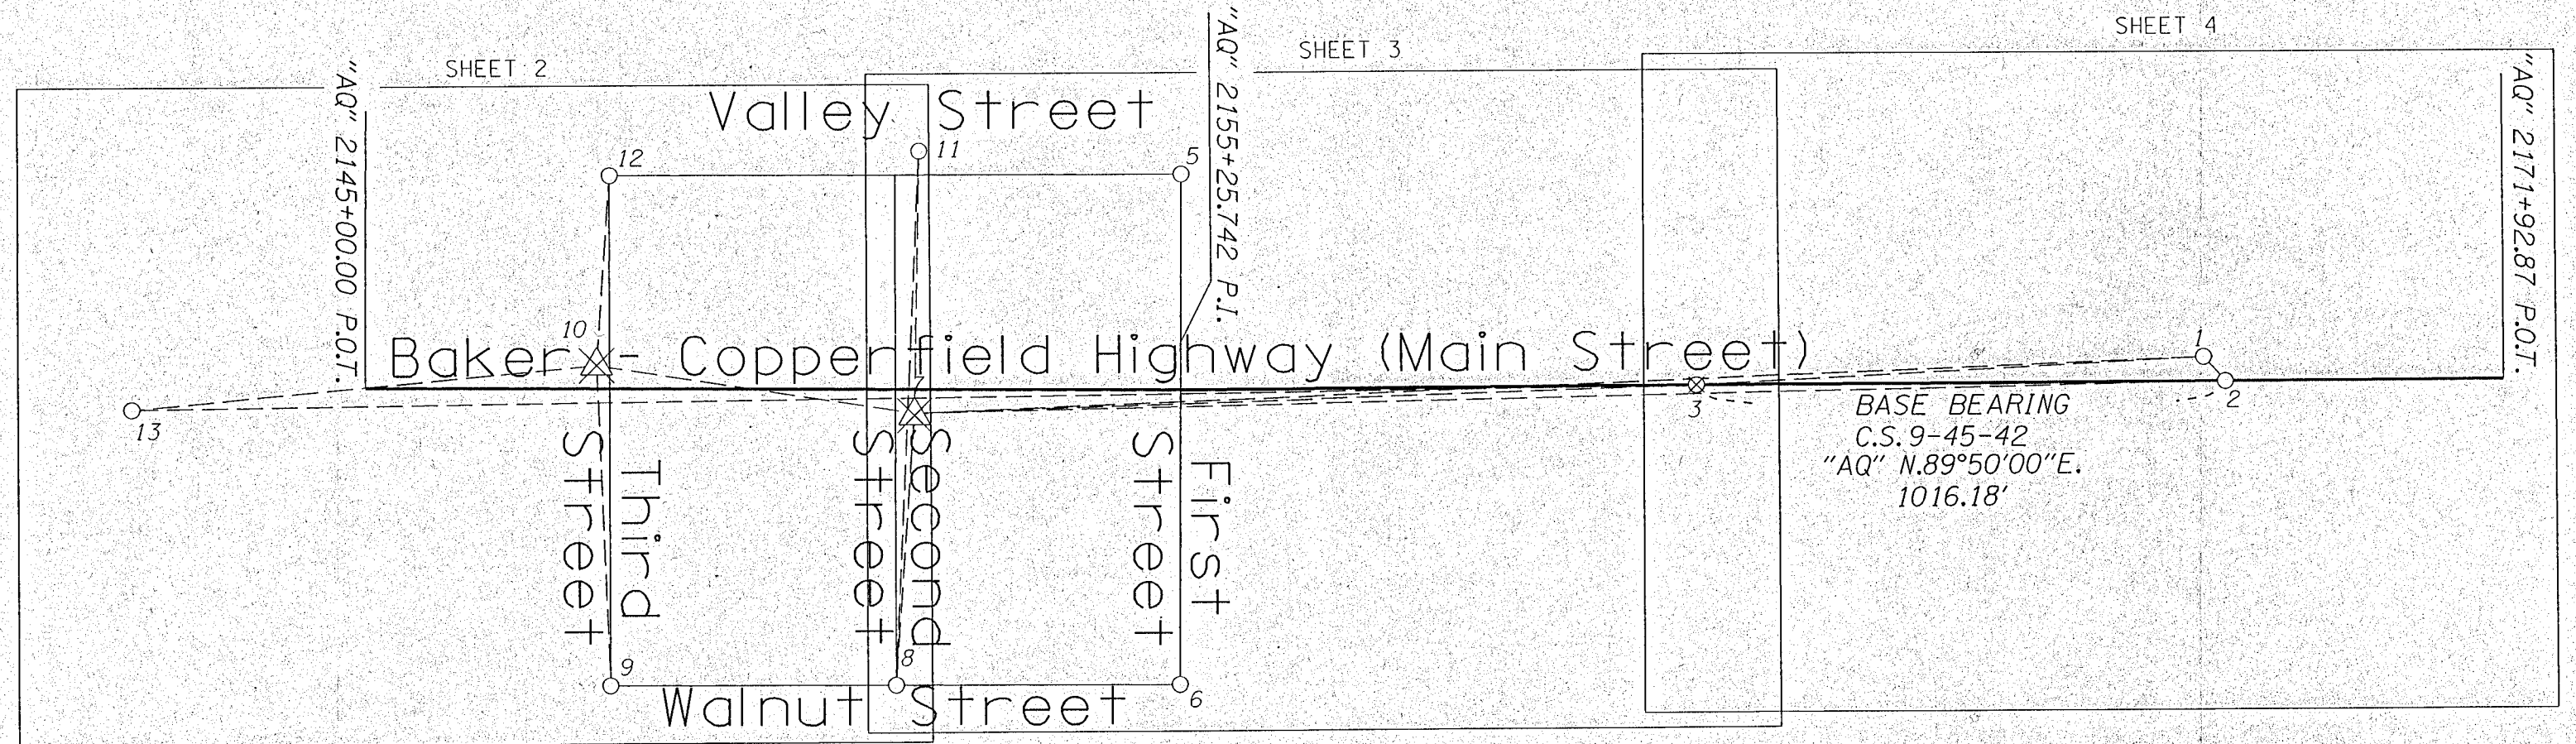 SHEET 4
SHEET 3
SHEET 2
"AQ" 2145+00.00 P.O.T.
"AQ" 2155+25.742 P.I.
"AQ" 2171+92.87 P.O.T.
Valley Street
11
12
5
10
Baker - Copperfield Highway (Main Street)
1
7
3
2
13
BASE BEARING
C.S. 9-45-42
"AQ" N.89°50'00"E.
1016.18'
Third
Street
Second
Street
First
Street
9
8
6
Walnut Street